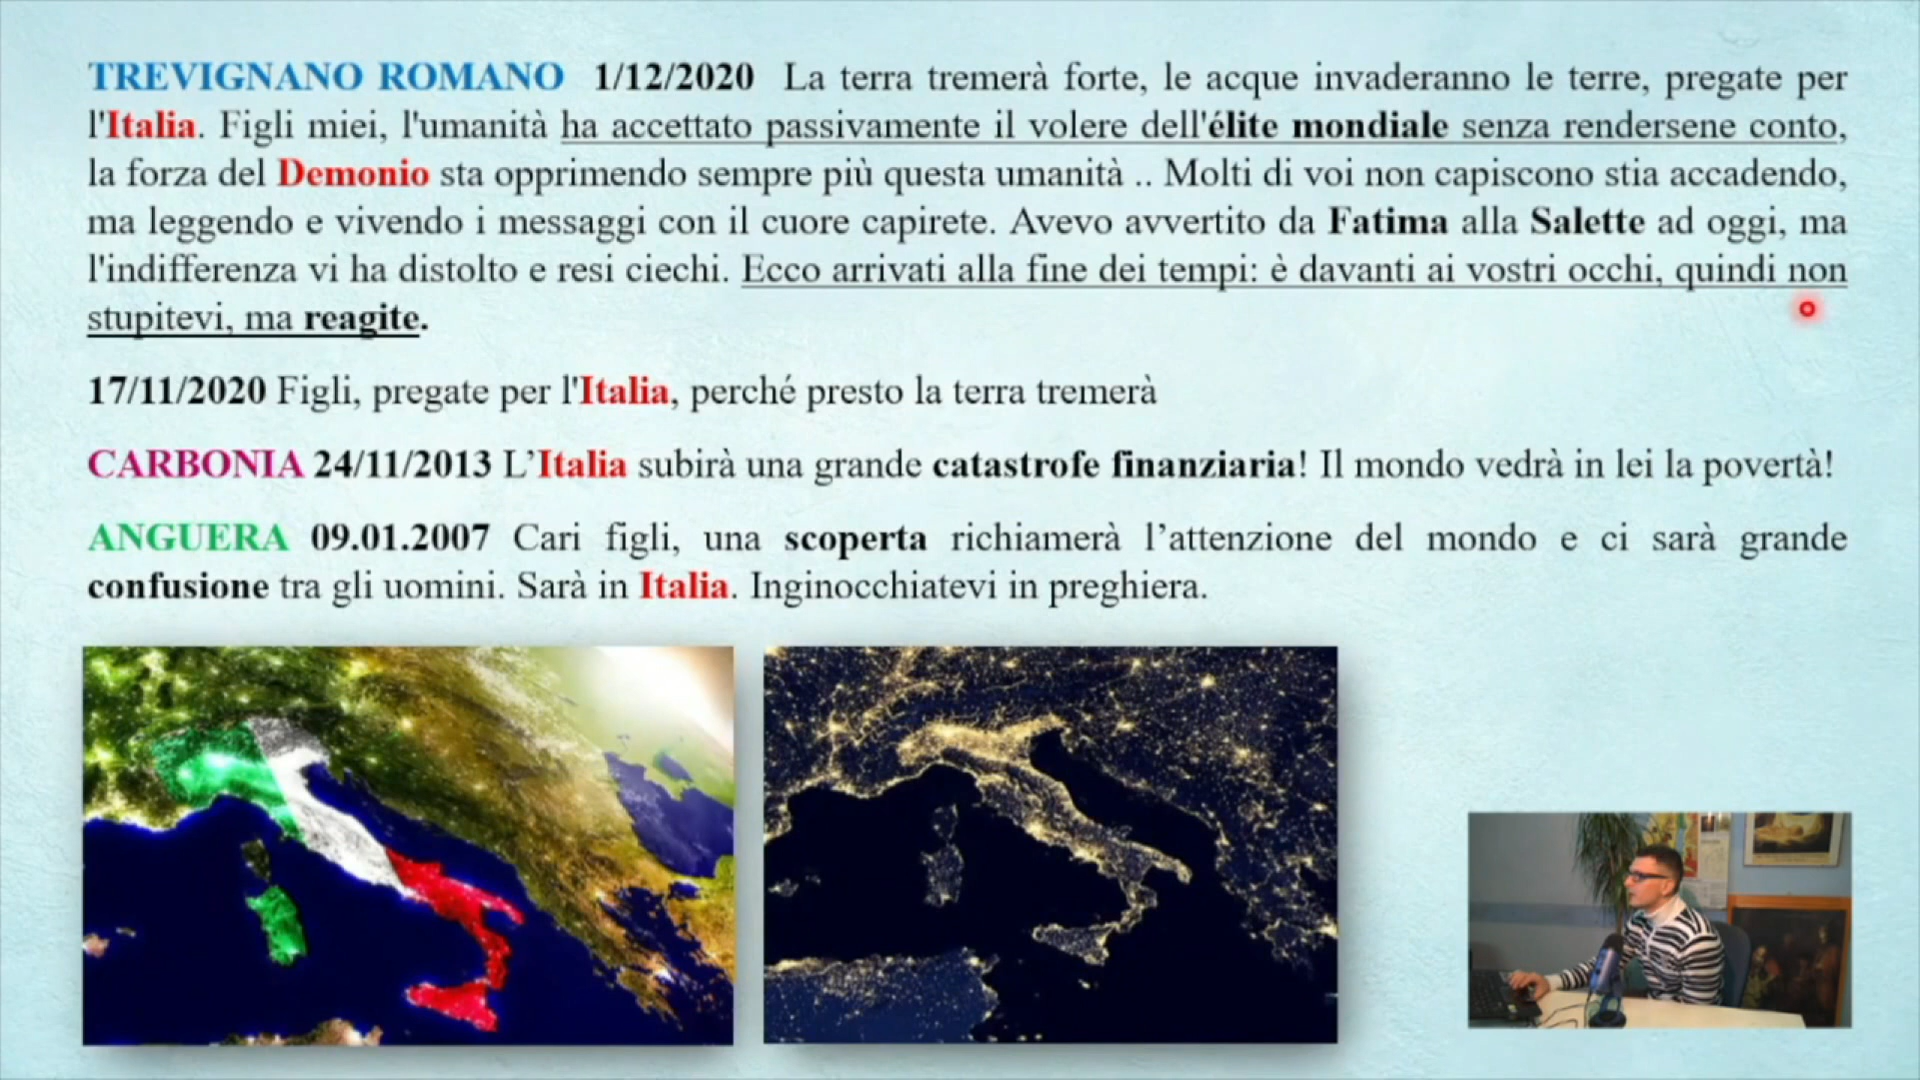 TREVIGNANO ROMANO 1/12/2020 La terra tremerà forte, le acque invaderanno le terre, pregate per
l'Italia. Figli miei, l'umanità ha accettato passivamente il volere dell'élite mondiale senza rendersene conto,
la forza del Demonio sta opprimendo sempre più questa umanità .. Molti di voi non capiscono stia accadendo,
ma leggendo e vivendo i messaggi con il cuore capirete. Avevo avvertito da Fatima alla Salette ad oggi, ma
l'indifferenza vi ha distolto e resi ciechi. Ecco arrivati alla fine dei tempi: è davanti ai vostri occhi, quindi non
stupitevi, ma reagite.
17/11/2020 Figli, pregate per l'Italia, perché presto la terra tremerà
CARBONIA 24/11/2013 L’Italia subirà una grande catastrofe finanziaria! Il mondo vedrà in lei la povertà!
ANGUERA 09.01.2007 Cari figli, una scoperta richiamerà l’attenzione del mondo e ci sarà grande
confusione tra gli uomini. Sarà in Italia. Inginocchiatevi in preghiera.